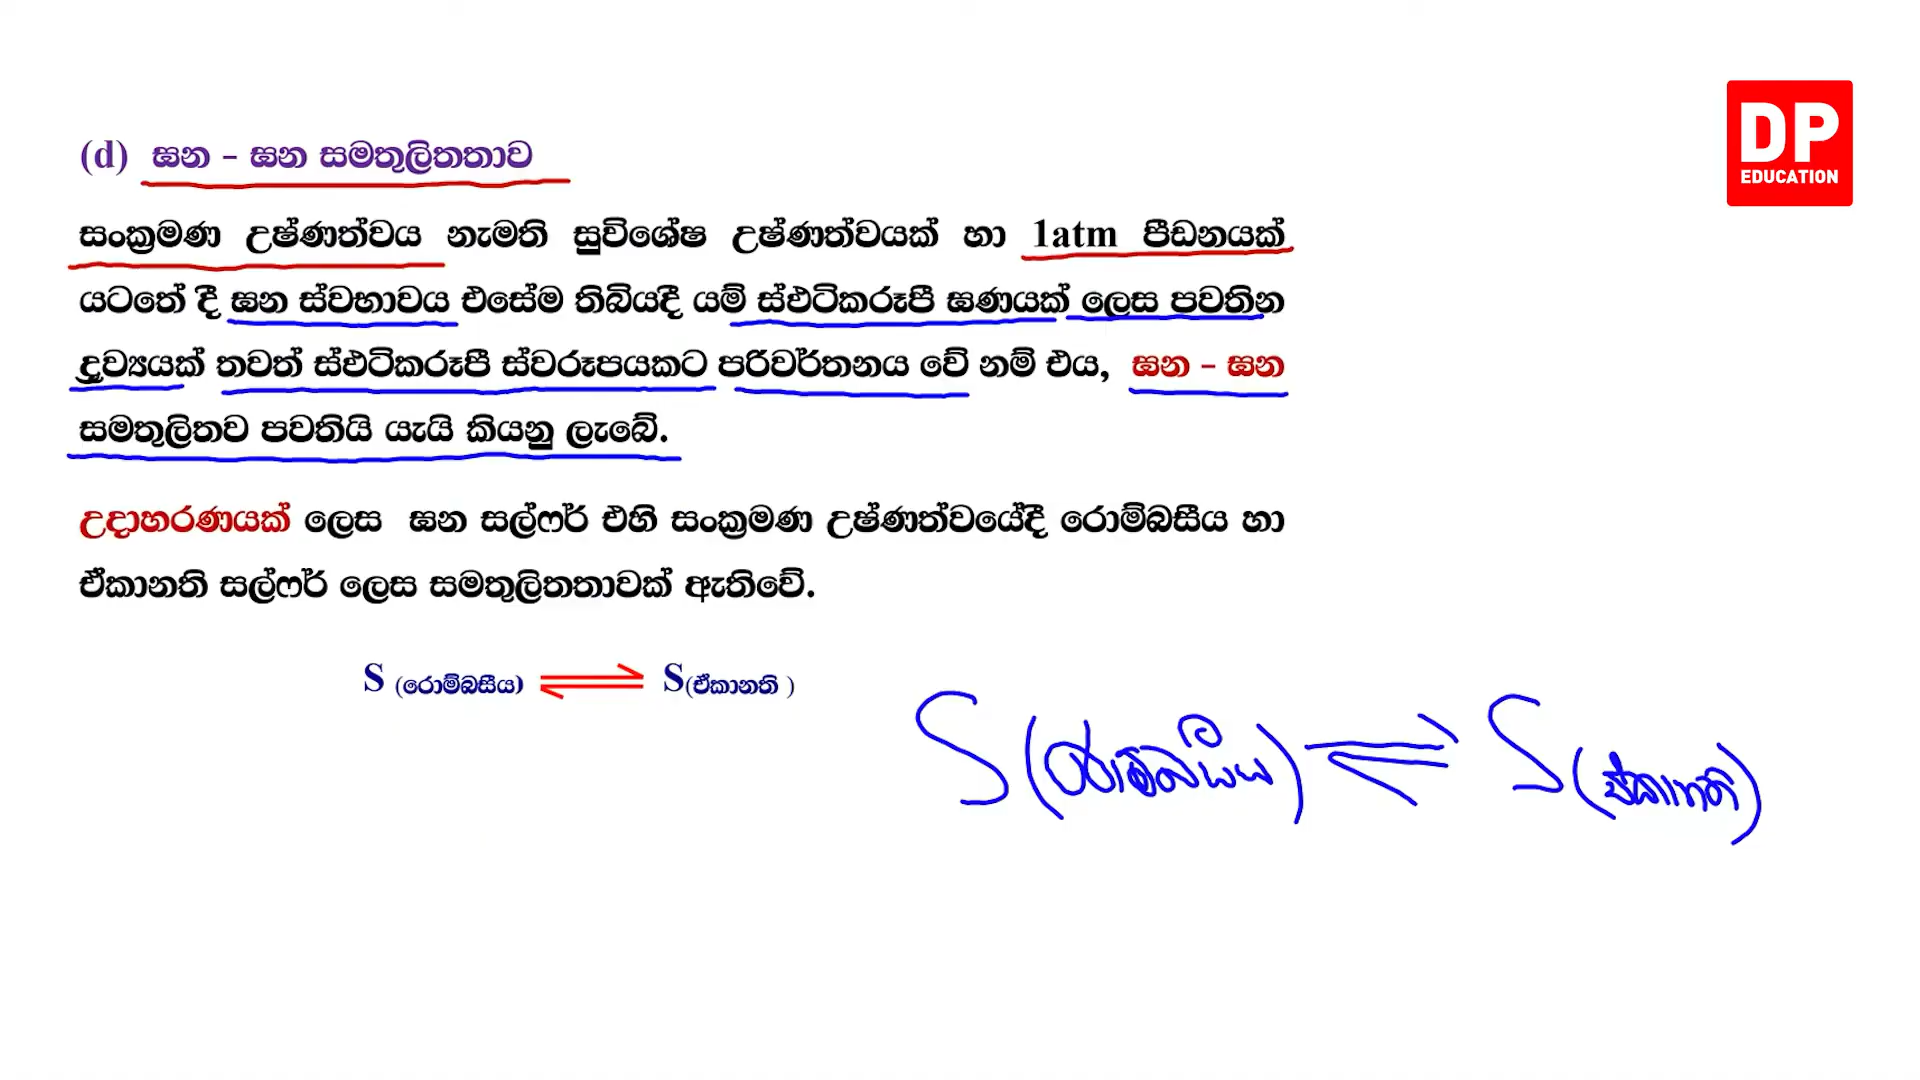 DP
EDUCATION
(d) ඝන - ඝන සමතුලිතතාව
සංක්‍රමණ උෂ්ණත්වය නැමති සුවිශේෂ උෂ්ණත්වයක් හා 1atm පීඩනයක්
යටතේ දී ඝන ස්වභාවය එසේම තිබියදී යම් ස්ඵටිකරූපී ඝණයක් ලෙස පවතින
ද්‍රව්‍යයක් තවත් ස්ඵටිකරූපී ස්වරූපයකට පරිවර්තනය වේ නම් එය, ඝන - ඝන
සමතුලිතව පවතියි යැයි කියනු ලැබේ.
උදාහරණයක් ලෙස ඝන සල්ෆර් එහි සංක්‍රමණ උෂ්ණත්වයේදී රොම්බසීය හා
ඒකානති සල්ෆර් ලෙස සමතුලිතතාවක් ඇතිවේ.
S (රොම්බසීය) ⇌ S(ඒකානති )
S (රොම්බසීය) ⇌ S (ඒකානති)